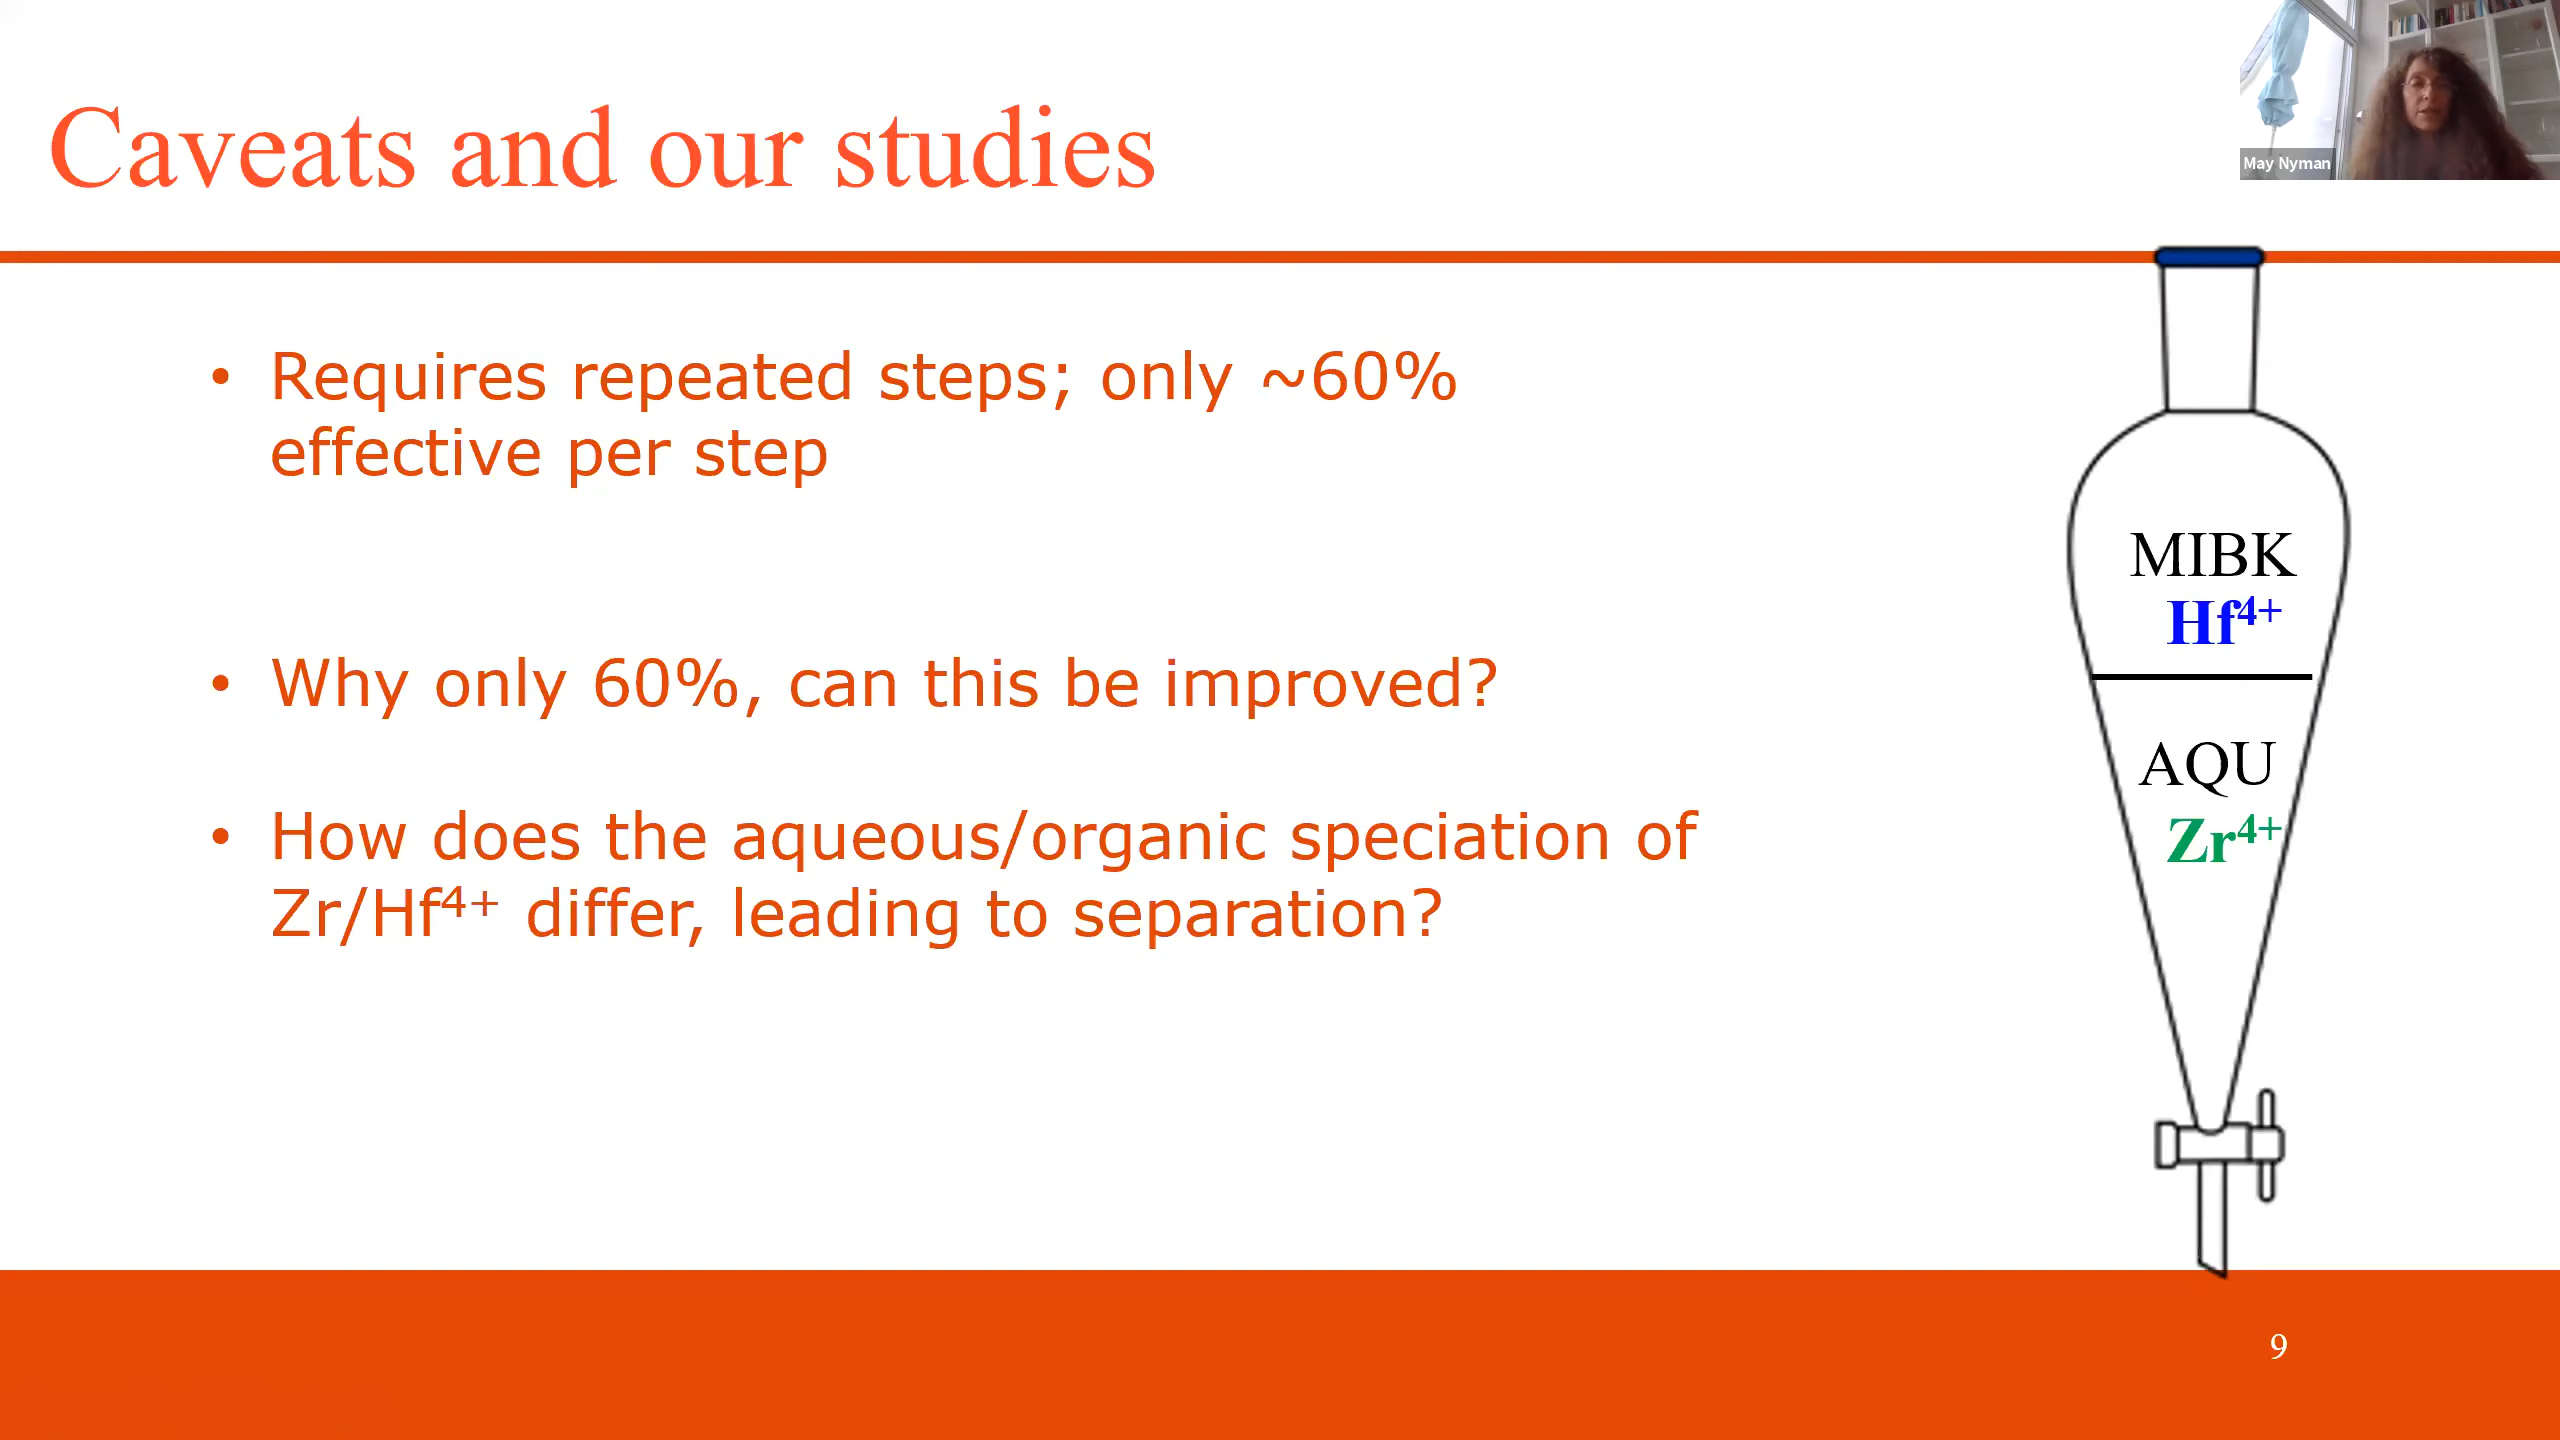 Caveats and our studies
May Nyman
• Requires repeated steps; only ~60%
effective per step
• Why only 60%, can this be improved?
• How does the aqueous/organic speciation of
Zr/Hf⁴⁺ differ, leading to separation?
MIBK
Hf⁴⁺
AQU
Zr⁴⁺
9